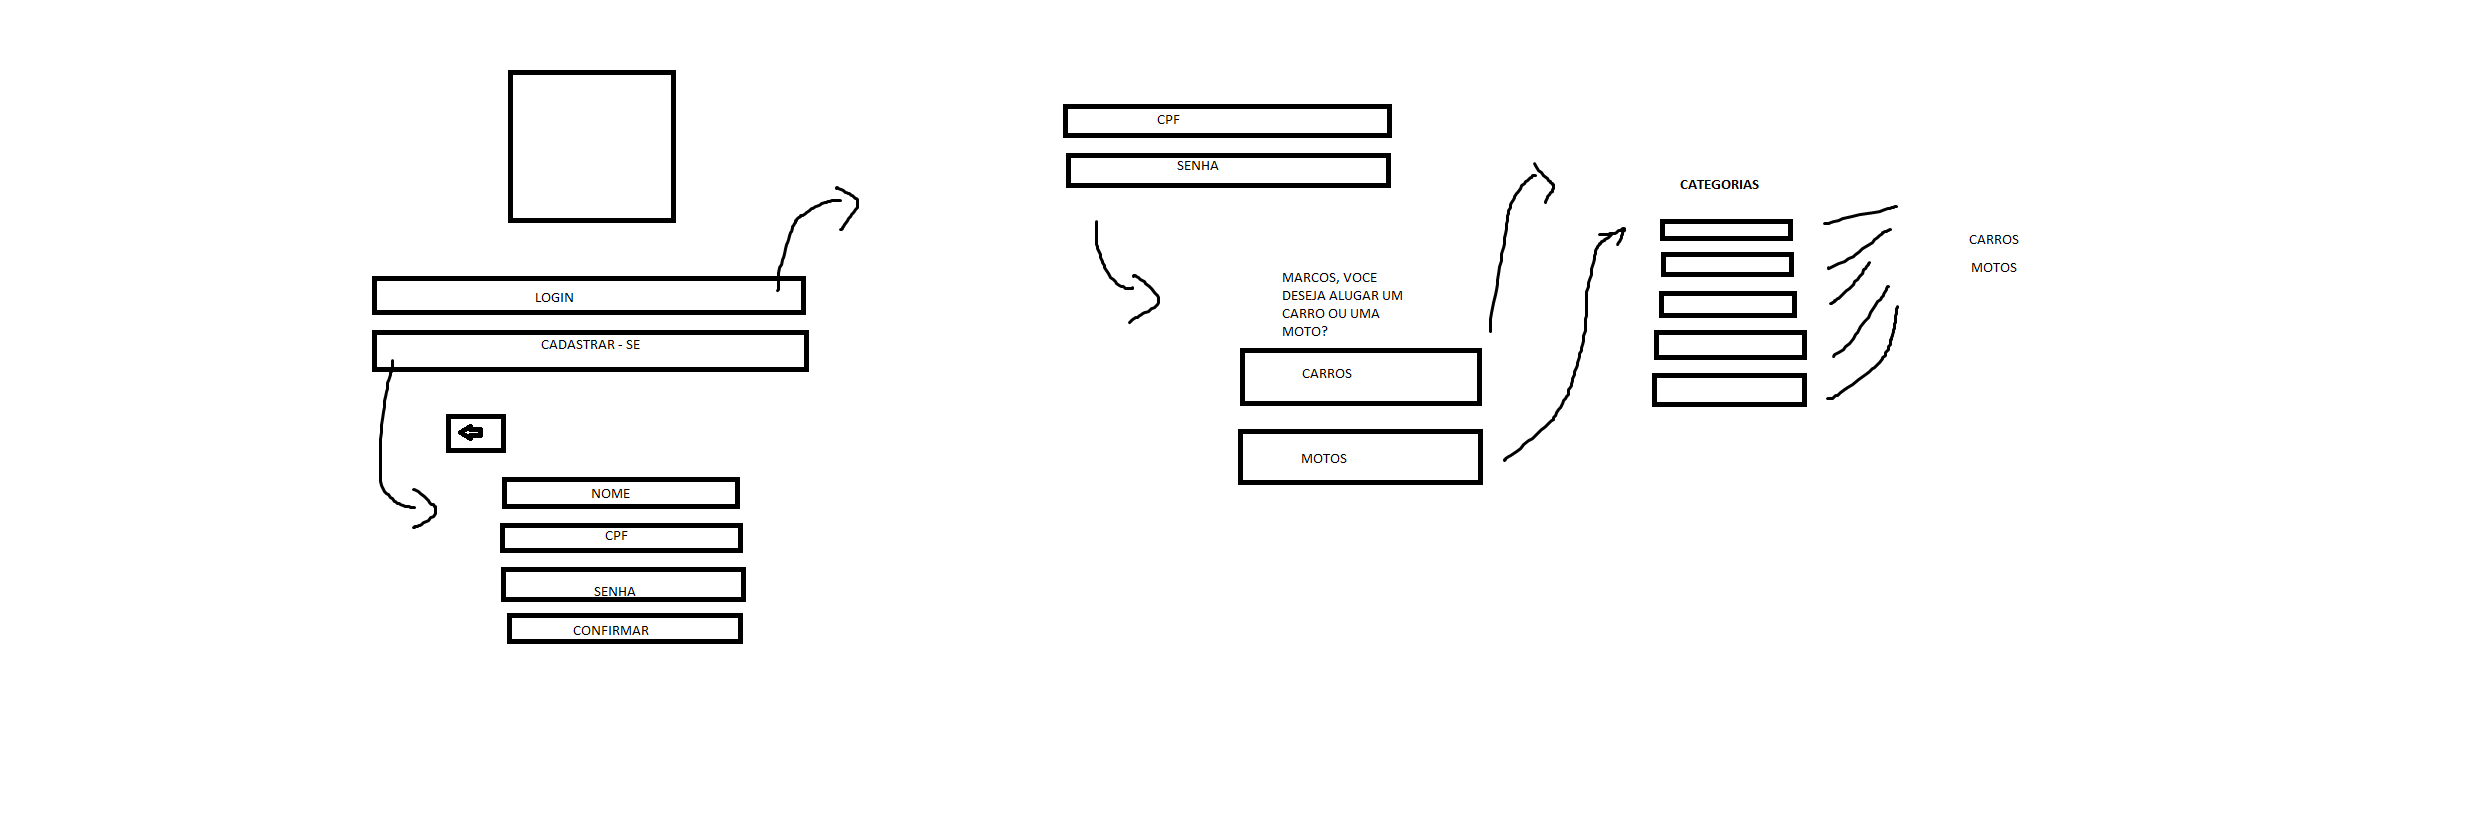 LOGIN
CADASTRAR - SE
NOME
CPF
SENHA
CONFIRMAR
CPF
SENHA
MARCOS, VOCE
DESEJA ALUGAR UM
CARRO OU UMA
MOTO?
CARROS
MOTOS
CATEGORIAS
CARROS
MOTOS